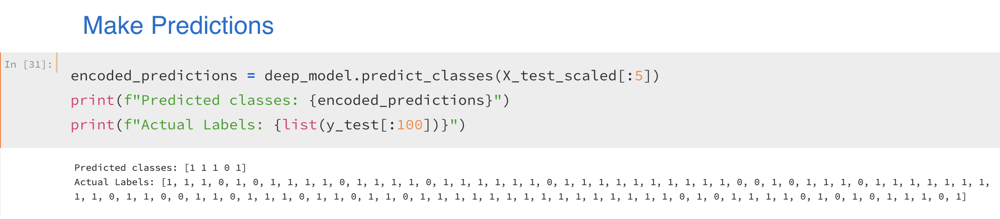 Make Predictions
In [31]:
encoded_predictions = deep_model.predict_classes(X_test_scaled[:5])
print(f"Predicted classes: {encoded_predictions}")
print(f"Actual Labels: {list(y_test[:100])}")
Predicted classes: [1 1 1 0 1]
Actual Labels: [1, 1, 1, 0, 1, 0, 1, 1, 1, 1, 0, 1, 1, 1, 1, 0, 1, 1, 1, 1, 1, 1, 0, 1, 1, 1, 1, 1, 1, 1, 1, 1, 1, 0, 0, 1, 0, 1, 1, 1, 0, 1, 1, 1, 1, 1, 1, 1,
1, 1, 0, 1, 1, 0, 0, 1, 1, 0, 1, 1, 1, 0, 1, 1, 0, 1, 1, 0, 1, 1, 1, 1, 1, 1, 1, 1, 1, 1, 1, 1, 1, 1, 1, 0, 1, 0, 1, 1, 1, 1, 0, 1, 0, 1, 0, 1, 1, 1, 0, 1]